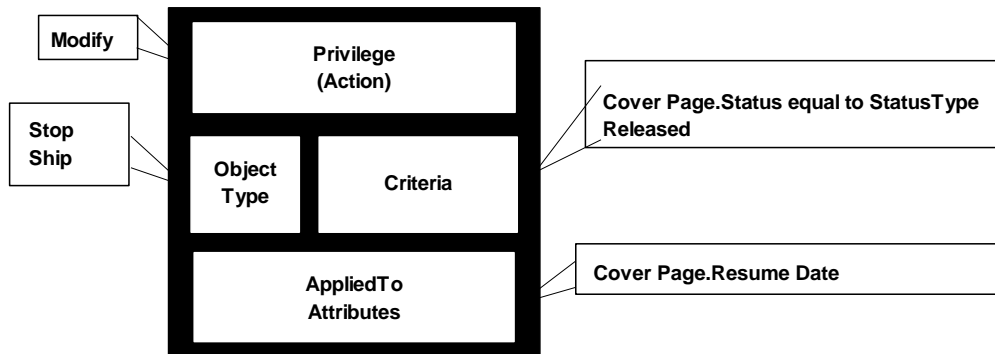 Modify
Privilege
(Action)
Cover Page.Status equal to StatusType
Released
Stop
Ship
Object
Type
Criteria
AppliedTo
Attributes
Cover Page.Resume Date